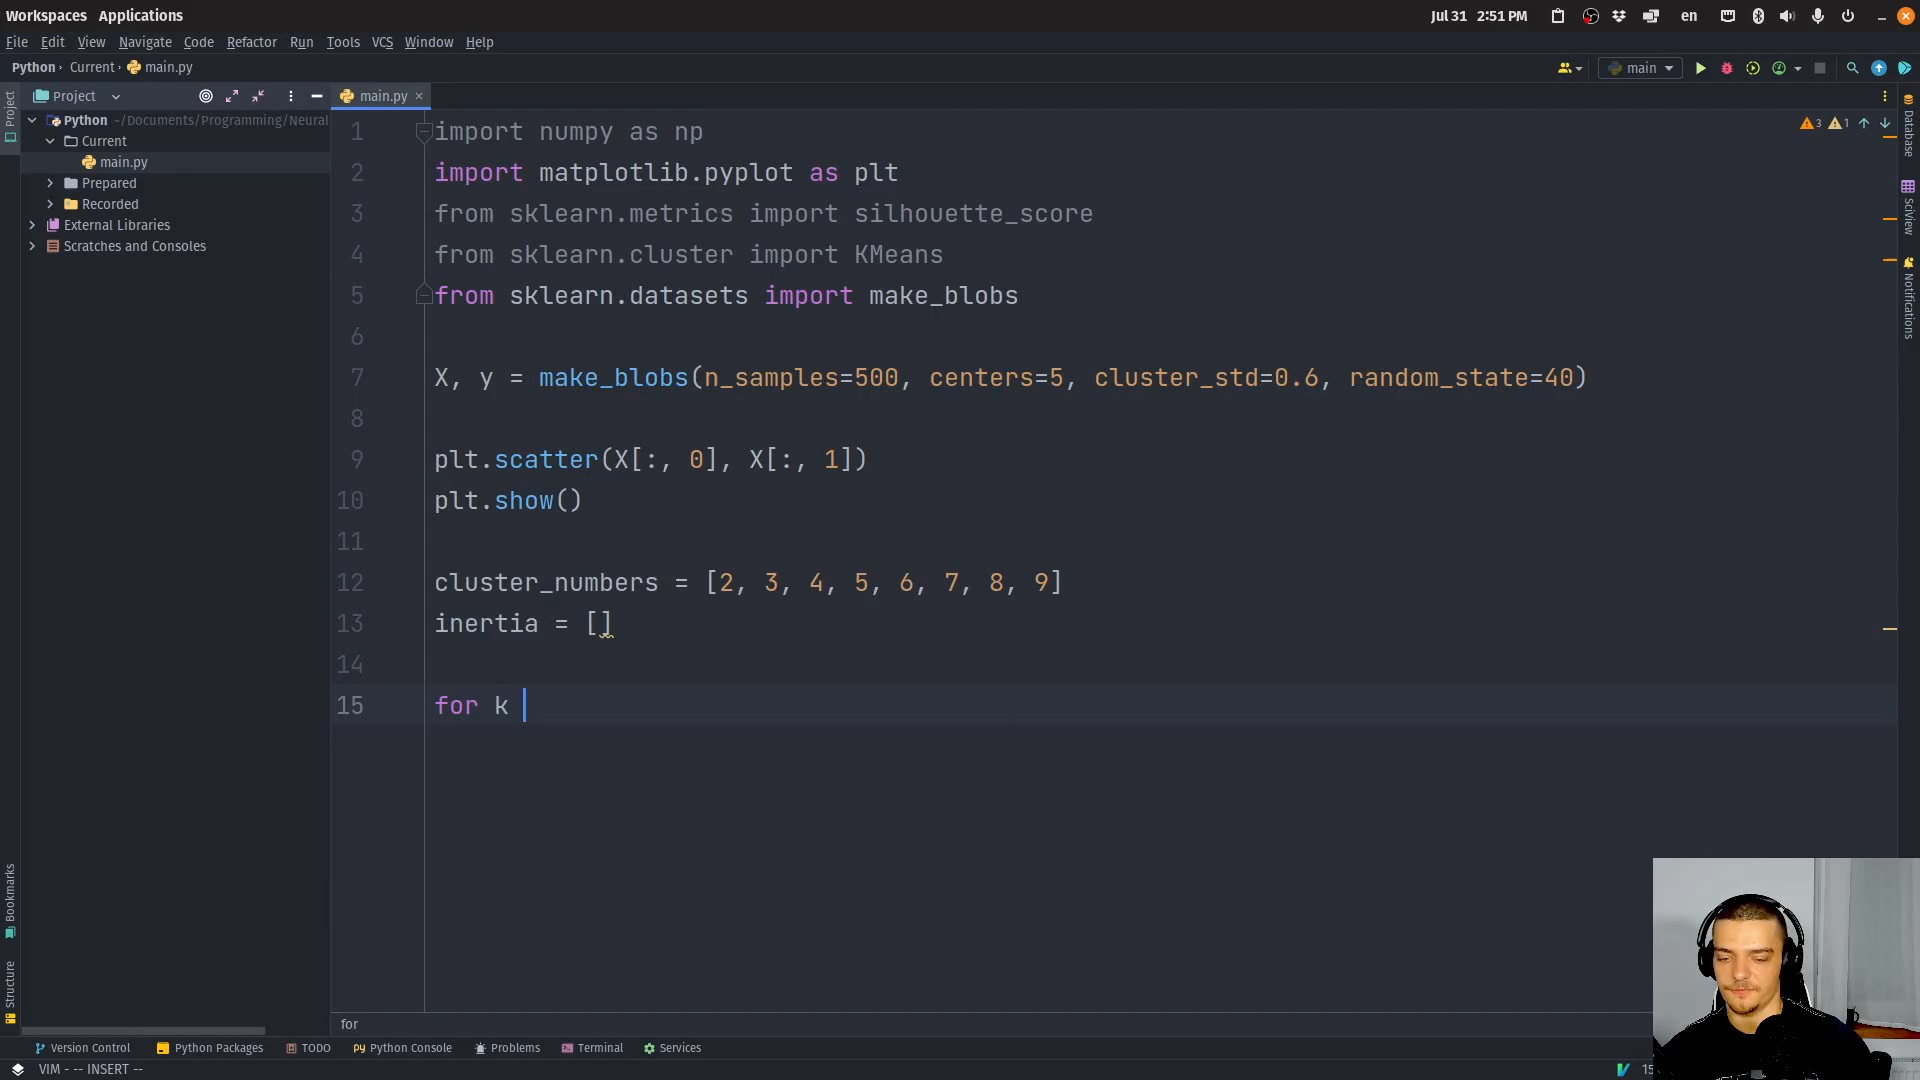 Workspaces Applications
Jul 31 2:51 PM
en
File Edit View Navigate Code Refactor Run Tools VCS Window Help
Python Current main.py
main
Project
main.py
Python ~/Documents/Programming/Neural
Current
main.py
Prepared
Recorded
External Libraries
Scratches and Consoles
Project
Bookmarks
Structure
Database
SciView
Notifications
3 1
1 import numpy as np
2 import matplotlib.pyplot as plt
3 from sklearn.metrics import silhouette_score
4 from sklearn.cluster import KMeans
5 from sklearn.datasets import make_blobs
6
7 X, y = make_blobs(n_samples=500, centers=5, cluster_std=0.6, random_state=40)
8
9 plt.scatter(X[:, 0], X[:, 1])
10 plt.show()
11
12 cluster_numbers = [2, 3, 4, 5, 6, 7, 8, 9]
13 inertia = []
14
15 for k
for
Version Control Python Packages TODO Python Console Problems Terminal Services
VIM - -- INSERT --